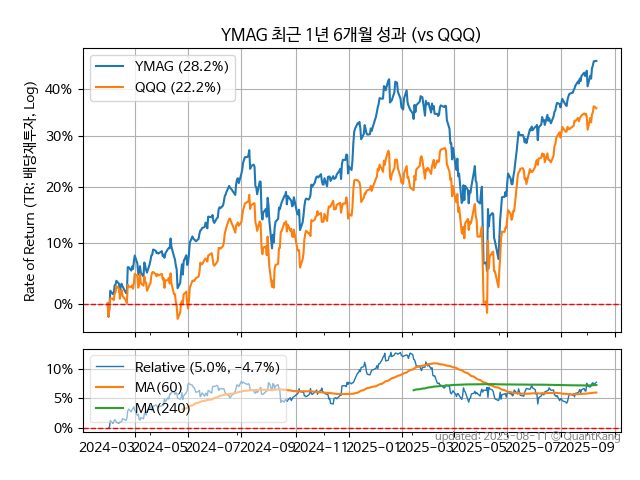 YMAG 최근 1년 6개월 성과 (vs QQQ)
YMAG (28.2%)
QQQ (22.2%)
Rate of Return (TR: 배당재투자, Log)
40%
30%
20%
10%
0%
Relative (5.0%, -4.7%)
MA(60)
MA(240)
10%
5%
0%
2024-03 2024-05 2024-07 2024-09 2024-11 2025-01 2025-03 2025-05 2025-07 2025-09
updated: 2025-08-11 © QuantKang